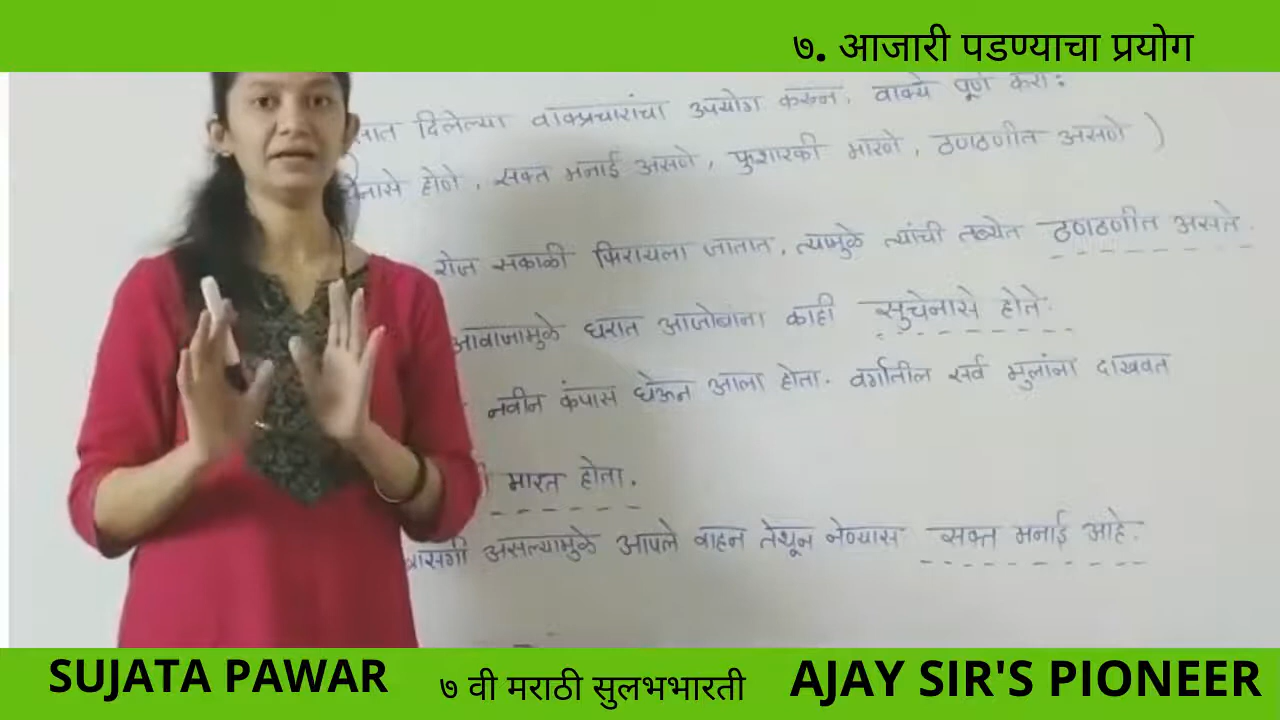 ७. आजारी पडण्याचा प्रयोग
दिलेल्या वाक्प्रचारांचा उपयोग करून, वाक्ये पूर्ण करा:
होणे, सक्त मनाई असणे, फुशारकी मारणे, ठणठणीत असणे )
रोज सकाळी फिरायला जातात, त्यामुळे त्यांची तब्येत ठणठणीत असते.
आवाजामुळे घरात आजोबांना काही सुचेनासे होते.
नवीन कंपास घेऊन आला होता. वर्गातील सर्व मुलांना दाखवत
मारत होता.
असल्यामुळे आपले वाहन तेथून नेण्यास सक्त मनाई आहे.
SUJATA PAWAR
७ वी मराठी सुलभभारती
AJAY SIR'S PIONEER